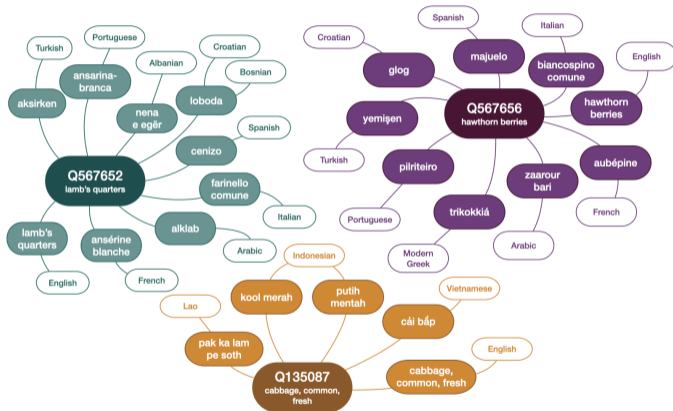 Turkish
Portuguese
Croatian
aksirken
ansarina-
branca
Albanian
Bosnian
nena
e egër
loboda
Spanish
cenizo
Q567652
lamb's quarters
farinello
comune
Italian
lamb's
quarters
ansérine
blanche
alklab
Arabic
English
French
Spanish
Croatian
Italian
majuelo
English
glog
biancospino
comune
Q567656
hawthorn berries
hawthorn
berries
yemişen
Turkish
pilriteiro
zaarour
bari
aubépine
Portuguese
trikokkiá
French
Modern
Greek
Arabic
Indonesian
Vietnamese
kool merah
putih
mentah
Lao
cải bắp
pak ka lam
pe soth
English
Q135087
cabbage, common,
fresh
cabbage,
common, fresh